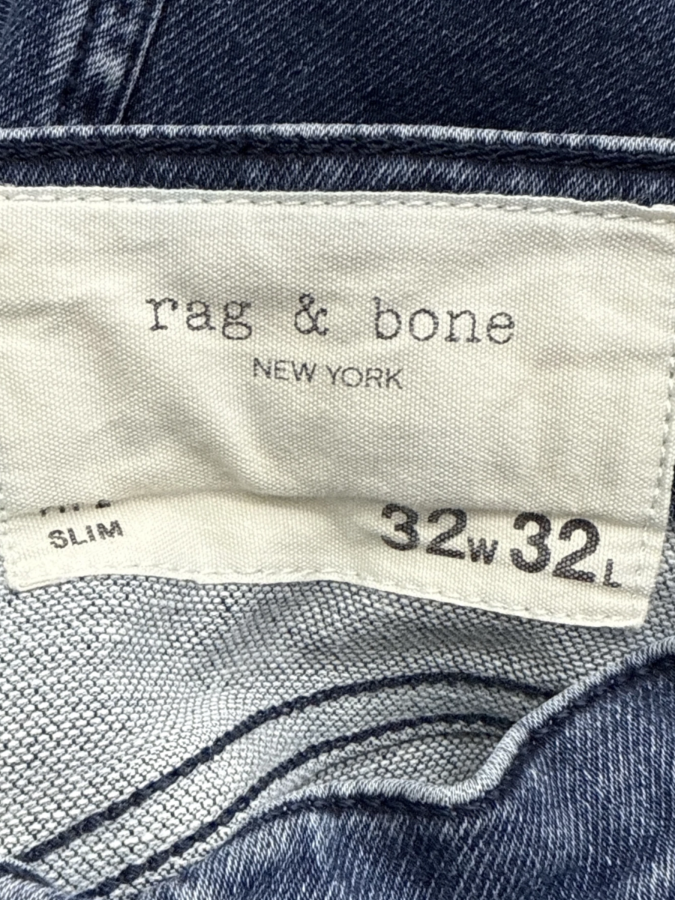 rag & bone
NEW YORK
SLIM
32W 32L